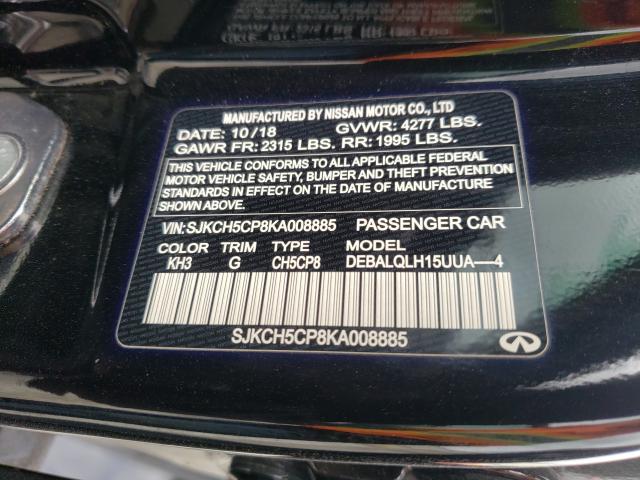 MANUFACTURED BY NISSAN MOTOR CO., LTD
DATE: 10/18 GVWR: 4277 LBS.
GAWR FR: 2315 LBS. RR: 1995 LBS.
THIS VEHICLE CONFORMS TO ALL APPLICABLE FEDERAL
MOTOR VEHICLE SAFETY, BUMPER AND THEFT PREVENTION
STANDARDS IN EFFECT ON THE DATE OF MANUFACTURE
SHOWN ABOVE.
VIN: SJKCH5CP8KA008885 PASSENGER CAR
COLOR TRIM TYPE MODEL
KH3 G CH5CP8 DEBALQLH15UUA—4
SJKCH5CP8KA008885